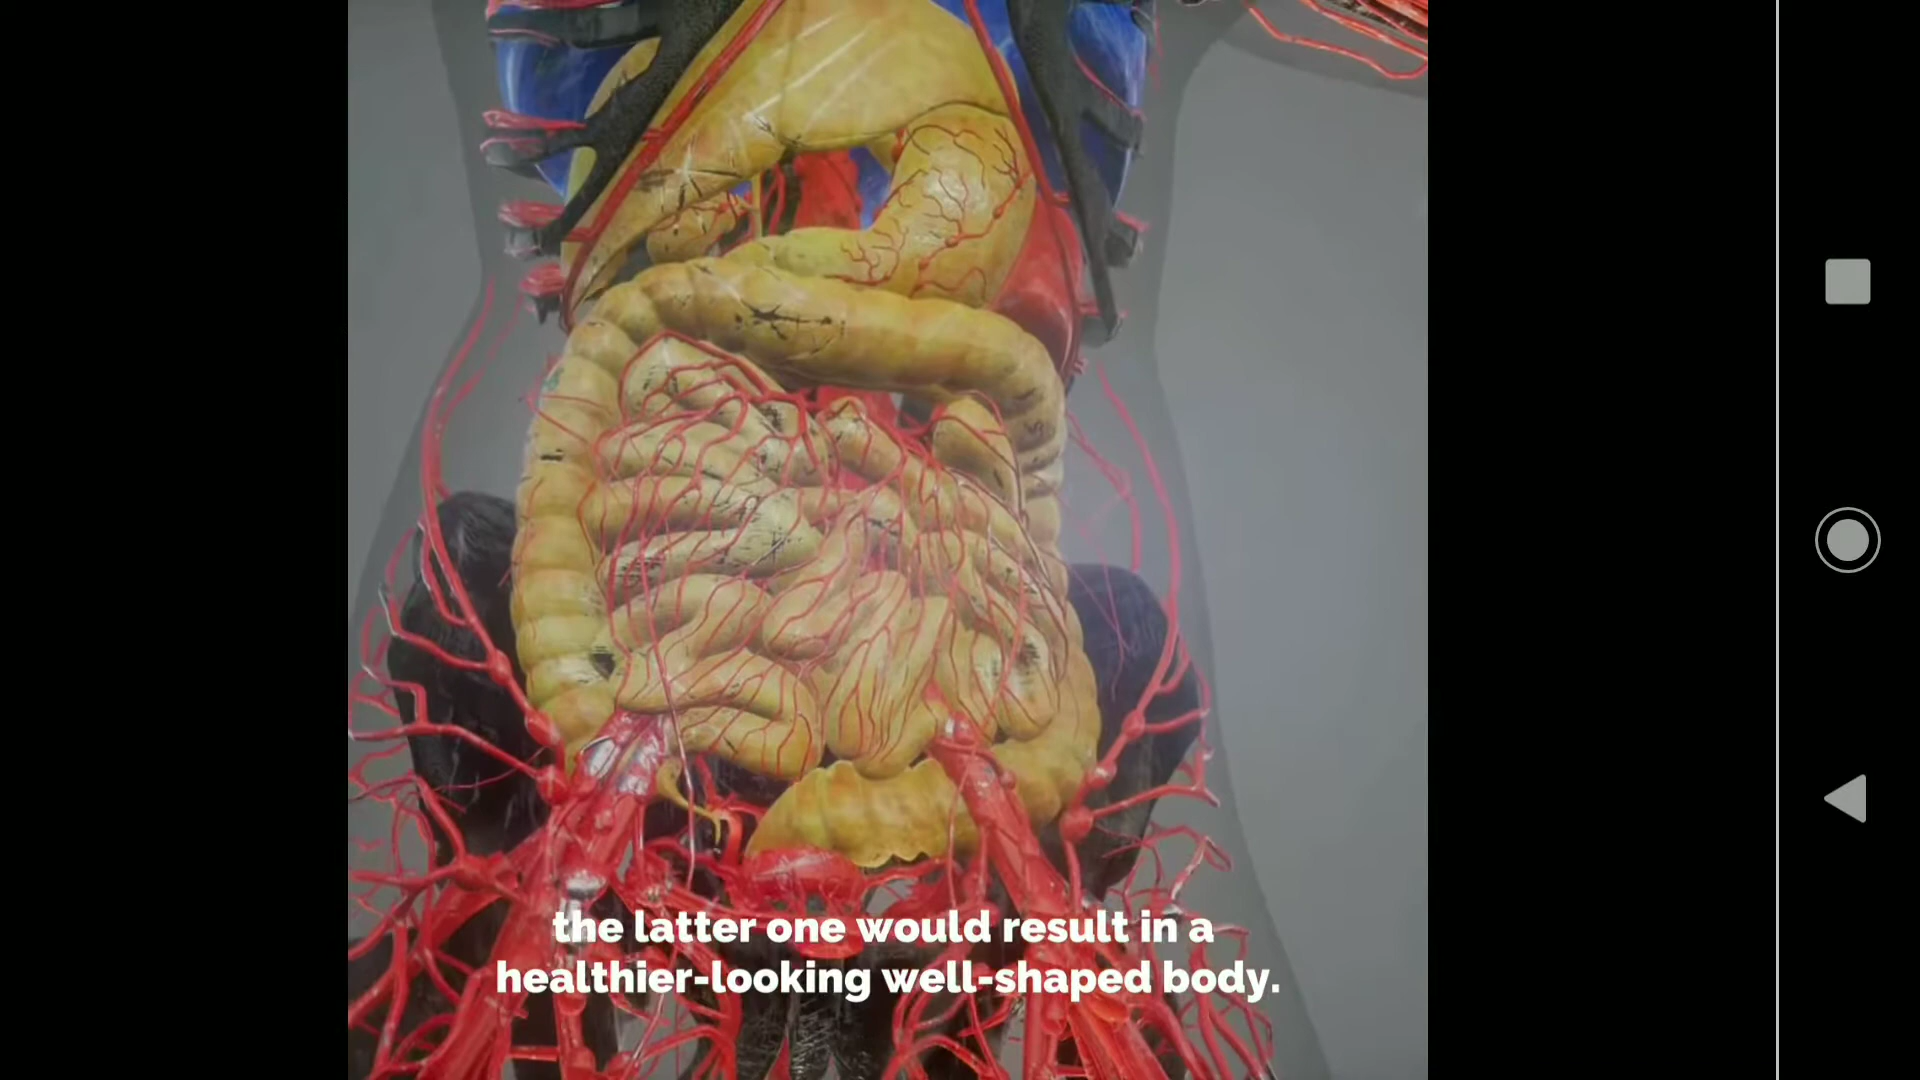 the latter one would result in a
healthier-looking well-shaped body.